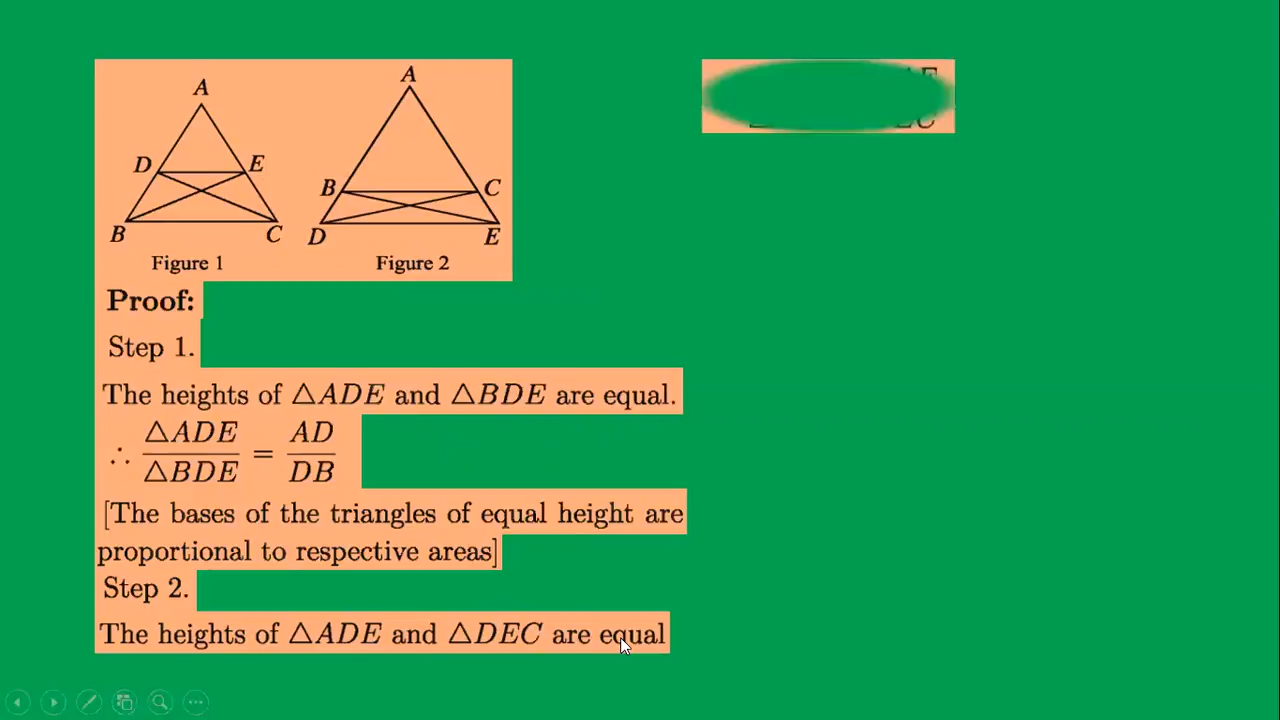 A
A
D
E
B
C
B
C
D
E
Figure 1
Figure 2
Proof:
Step 1.
The heights of △ADE and △BDE are equal.
∴ △ADE/△BDE = AD/DB
[The bases of the triangles of equal height are
proportional to respective areas]
Step 2.
The heights of △ADE and △DEC are equal